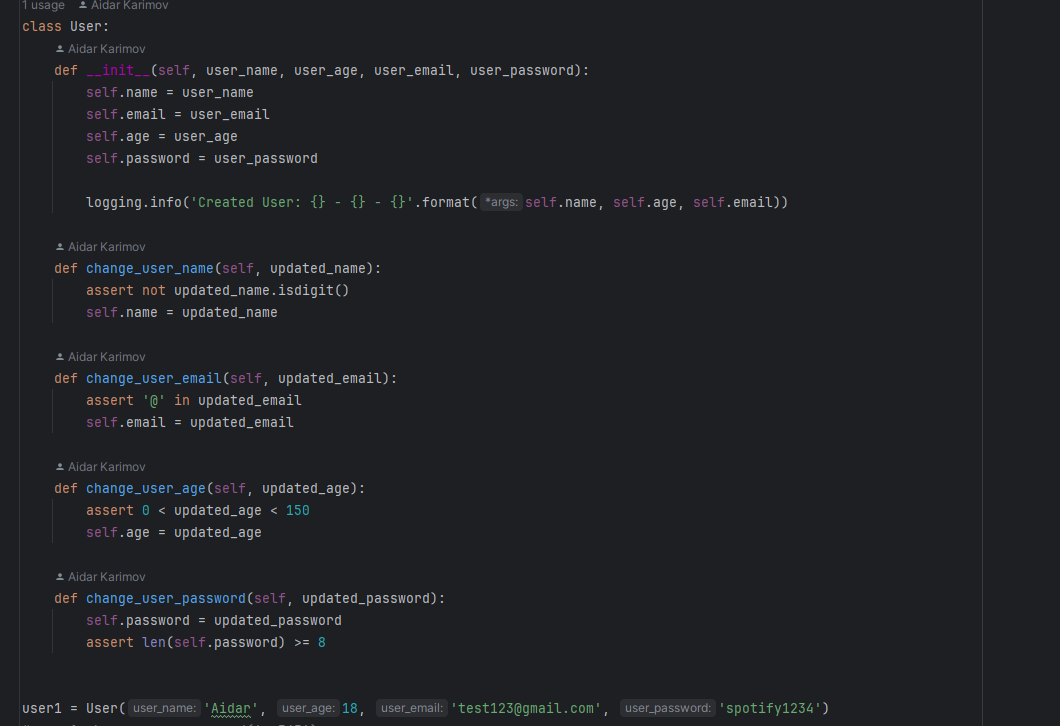 1 usage Aidar Karimov
class User:
Aidar Karimov
def __init__(self, user_name, user_age, user_email, user_password):
self.name = user_name
self.email = user_email
self.age = user_age
self.password = user_password
logging.info('Created User: {} - {} - {}'.format( *args: self.name, self.age, self.email))
Aidar Karimov
def change_user_name(self, updated_name):
assert not updated_name.isdigit()
self.name = updated_name
Aidar Karimov
def change_user_email(self, updated_email):
assert '@' in updated_email
self.email = updated_email
Aidar Karimov
def change_user_age(self, updated_age):
assert 0 < updated_age < 150
self.age = updated_age
Aidar Karimov
def change_user_password(self, updated_password):
self.password = updated_password
assert len(self.password) >= 8
user1 = User( user_name: 'Aidar', user_age: 18, user_email: 'test123@gmail.com', user_password: 'spotify1234')